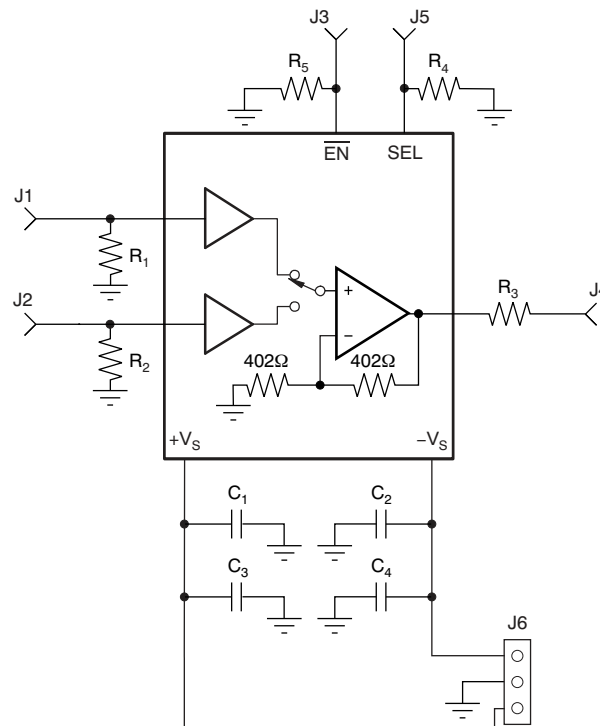 J3 J5
R5 R4
EN SEL
J1
R1
J2
R3 J4
R2
402Ω 402Ω
+VS −VS
C1 C2
C3 C4
J6